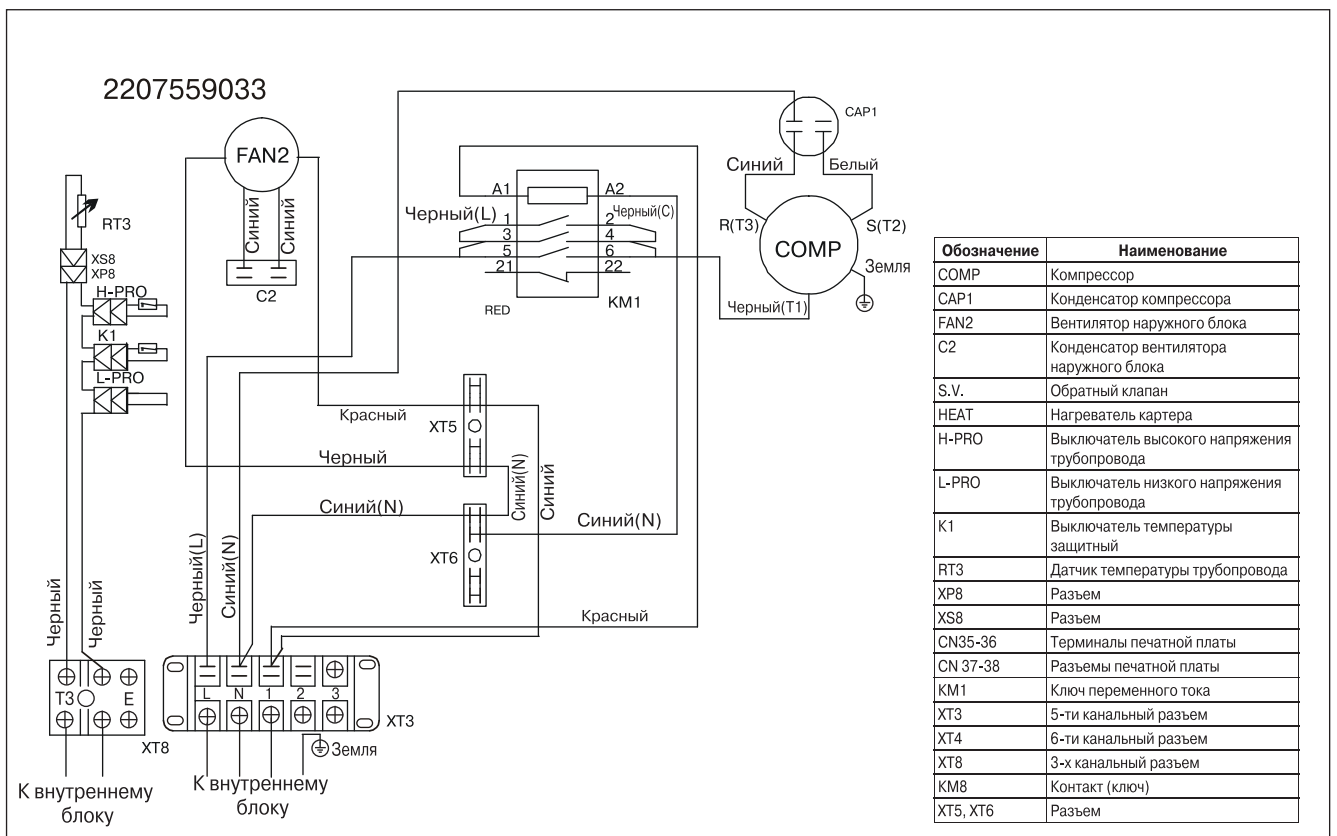 2207559033
FAN2
Синий
Синий
C2
RT3
XS8
XP8
H-PRO
K1
L-PRO
CAP1
Синий
Белый
R(T3)
S(T2)
COMP
Земля
Черный(T1)
A1
A2
Черный(L)
Черный(C)
1
2
3
4
5
6
21
22
RED
KM1
Красный
XT5
Черный
Синий(N)
Синий
Синий(N)
Синий(N)
XT6
Черный(L)
Синий(N)
Красный
Черный
Черный
T3
E
XT8
L
N
1
2
3
XT3
Земля
К внутреннему
блоку
К внутреннему
блоку
Обозначение Наименование
COMP Компрессор
CAP1 Конденсатор компрессора
FAN2 Вентилятор наружного блока
C2 Конденсатор вентилятора
наружного блока
S.V. Обратный клапан
HEAT Нагреватель картера
H-PRO Выключатель высокого напряжения
трубопровода
L-PRO Выключатель низкого напряжения
трубопровода
K1 Выключатель температуры
защитный
RT3 Датчик температуры трубопровода
XP8 Разъем
XS8 Разъем
CN35-36 Терминалы печатной платы
CN 37-38 Разъемы печатной платы
KM1 Ключ переменного тока
XT3 5-ти канальный разъем
XT4 6-ти канальный разъем
XT8 3-х канальный разъем
KM8 Контакт (ключ)
XT5, XT6 Разъем